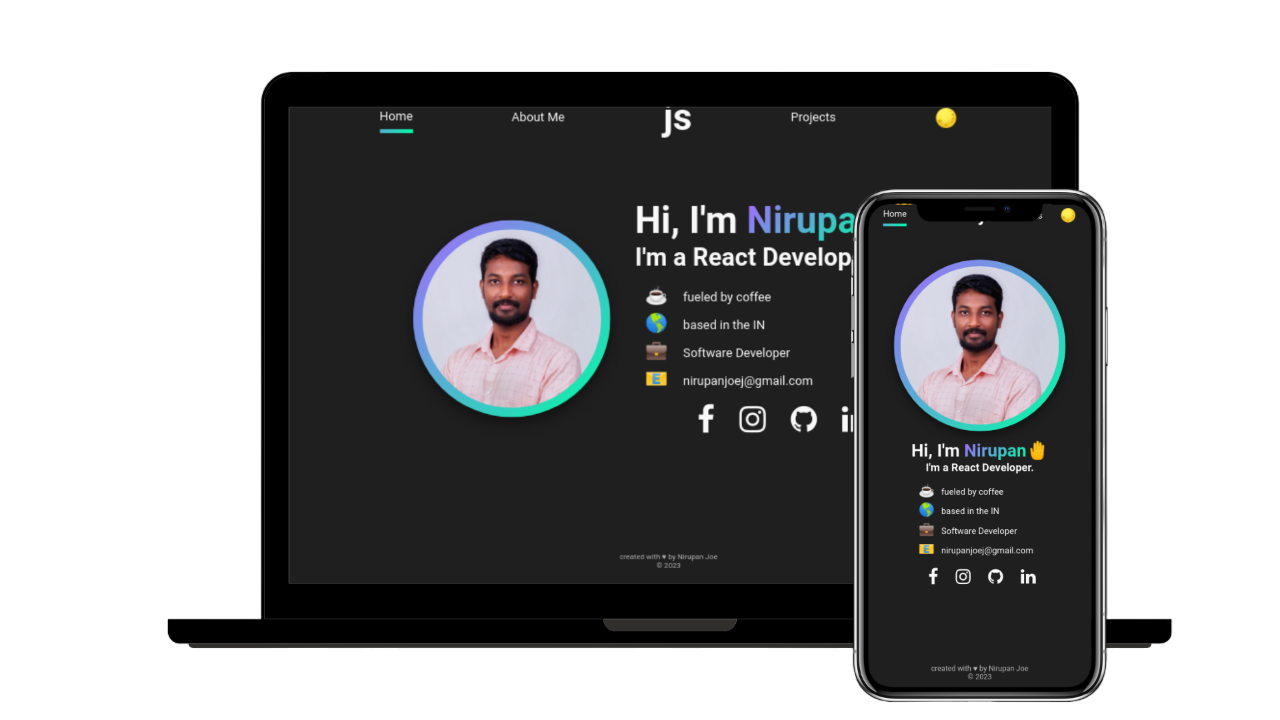 Home
About Me
js
Projects
Hi, I'm Nirupa
I'm a React Develop
fueled by coffee
based in the IN
Software Developer
nirupanjoej@gmail.com
created with ♥ by Nirupan Joe
© 2023
Home
Hi, I'm Nirupan
I'm a React Developer.
fueled by coffee
based in the IN
Software Developer
nirupanjoej@gmail.com
in
created with ♥ by Nirupan Joe
© 2023